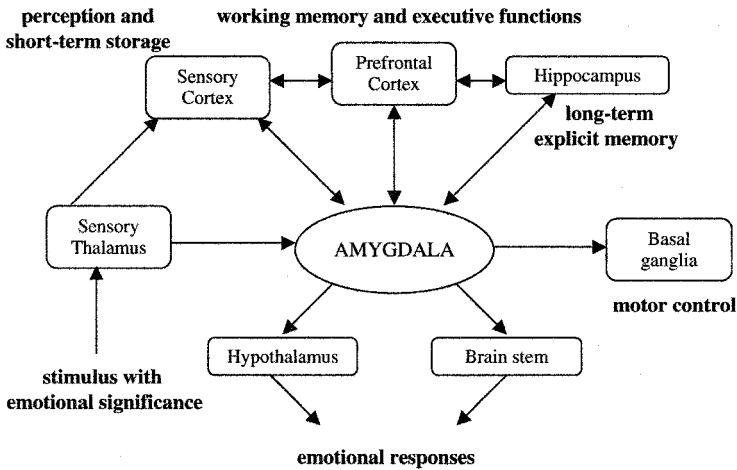 perception and
short-term storage
working memory and executive functions
Sensory
Cortex
Prefrontal
Cortex
Hippocampus
long-term
explicit memory
Sensory
Thalamus
AMYGDALA
Basal
ganglia
motor control
Hypothalamus
Brain stem
stimulus with
emotional significance
emotional responses